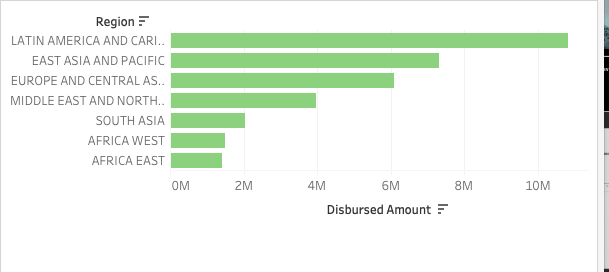 Region
LATIN AMERICA AND CARI..
EAST ASIA AND PACIFIC
EUROPE AND CENTRAL AS..
MIDDLE EAST AND NORTH..
SOUTH ASIA
AFRICA WEST
AFRICA EAST
0M 2M 4M 6M 8M 10M
Disbursed Amount